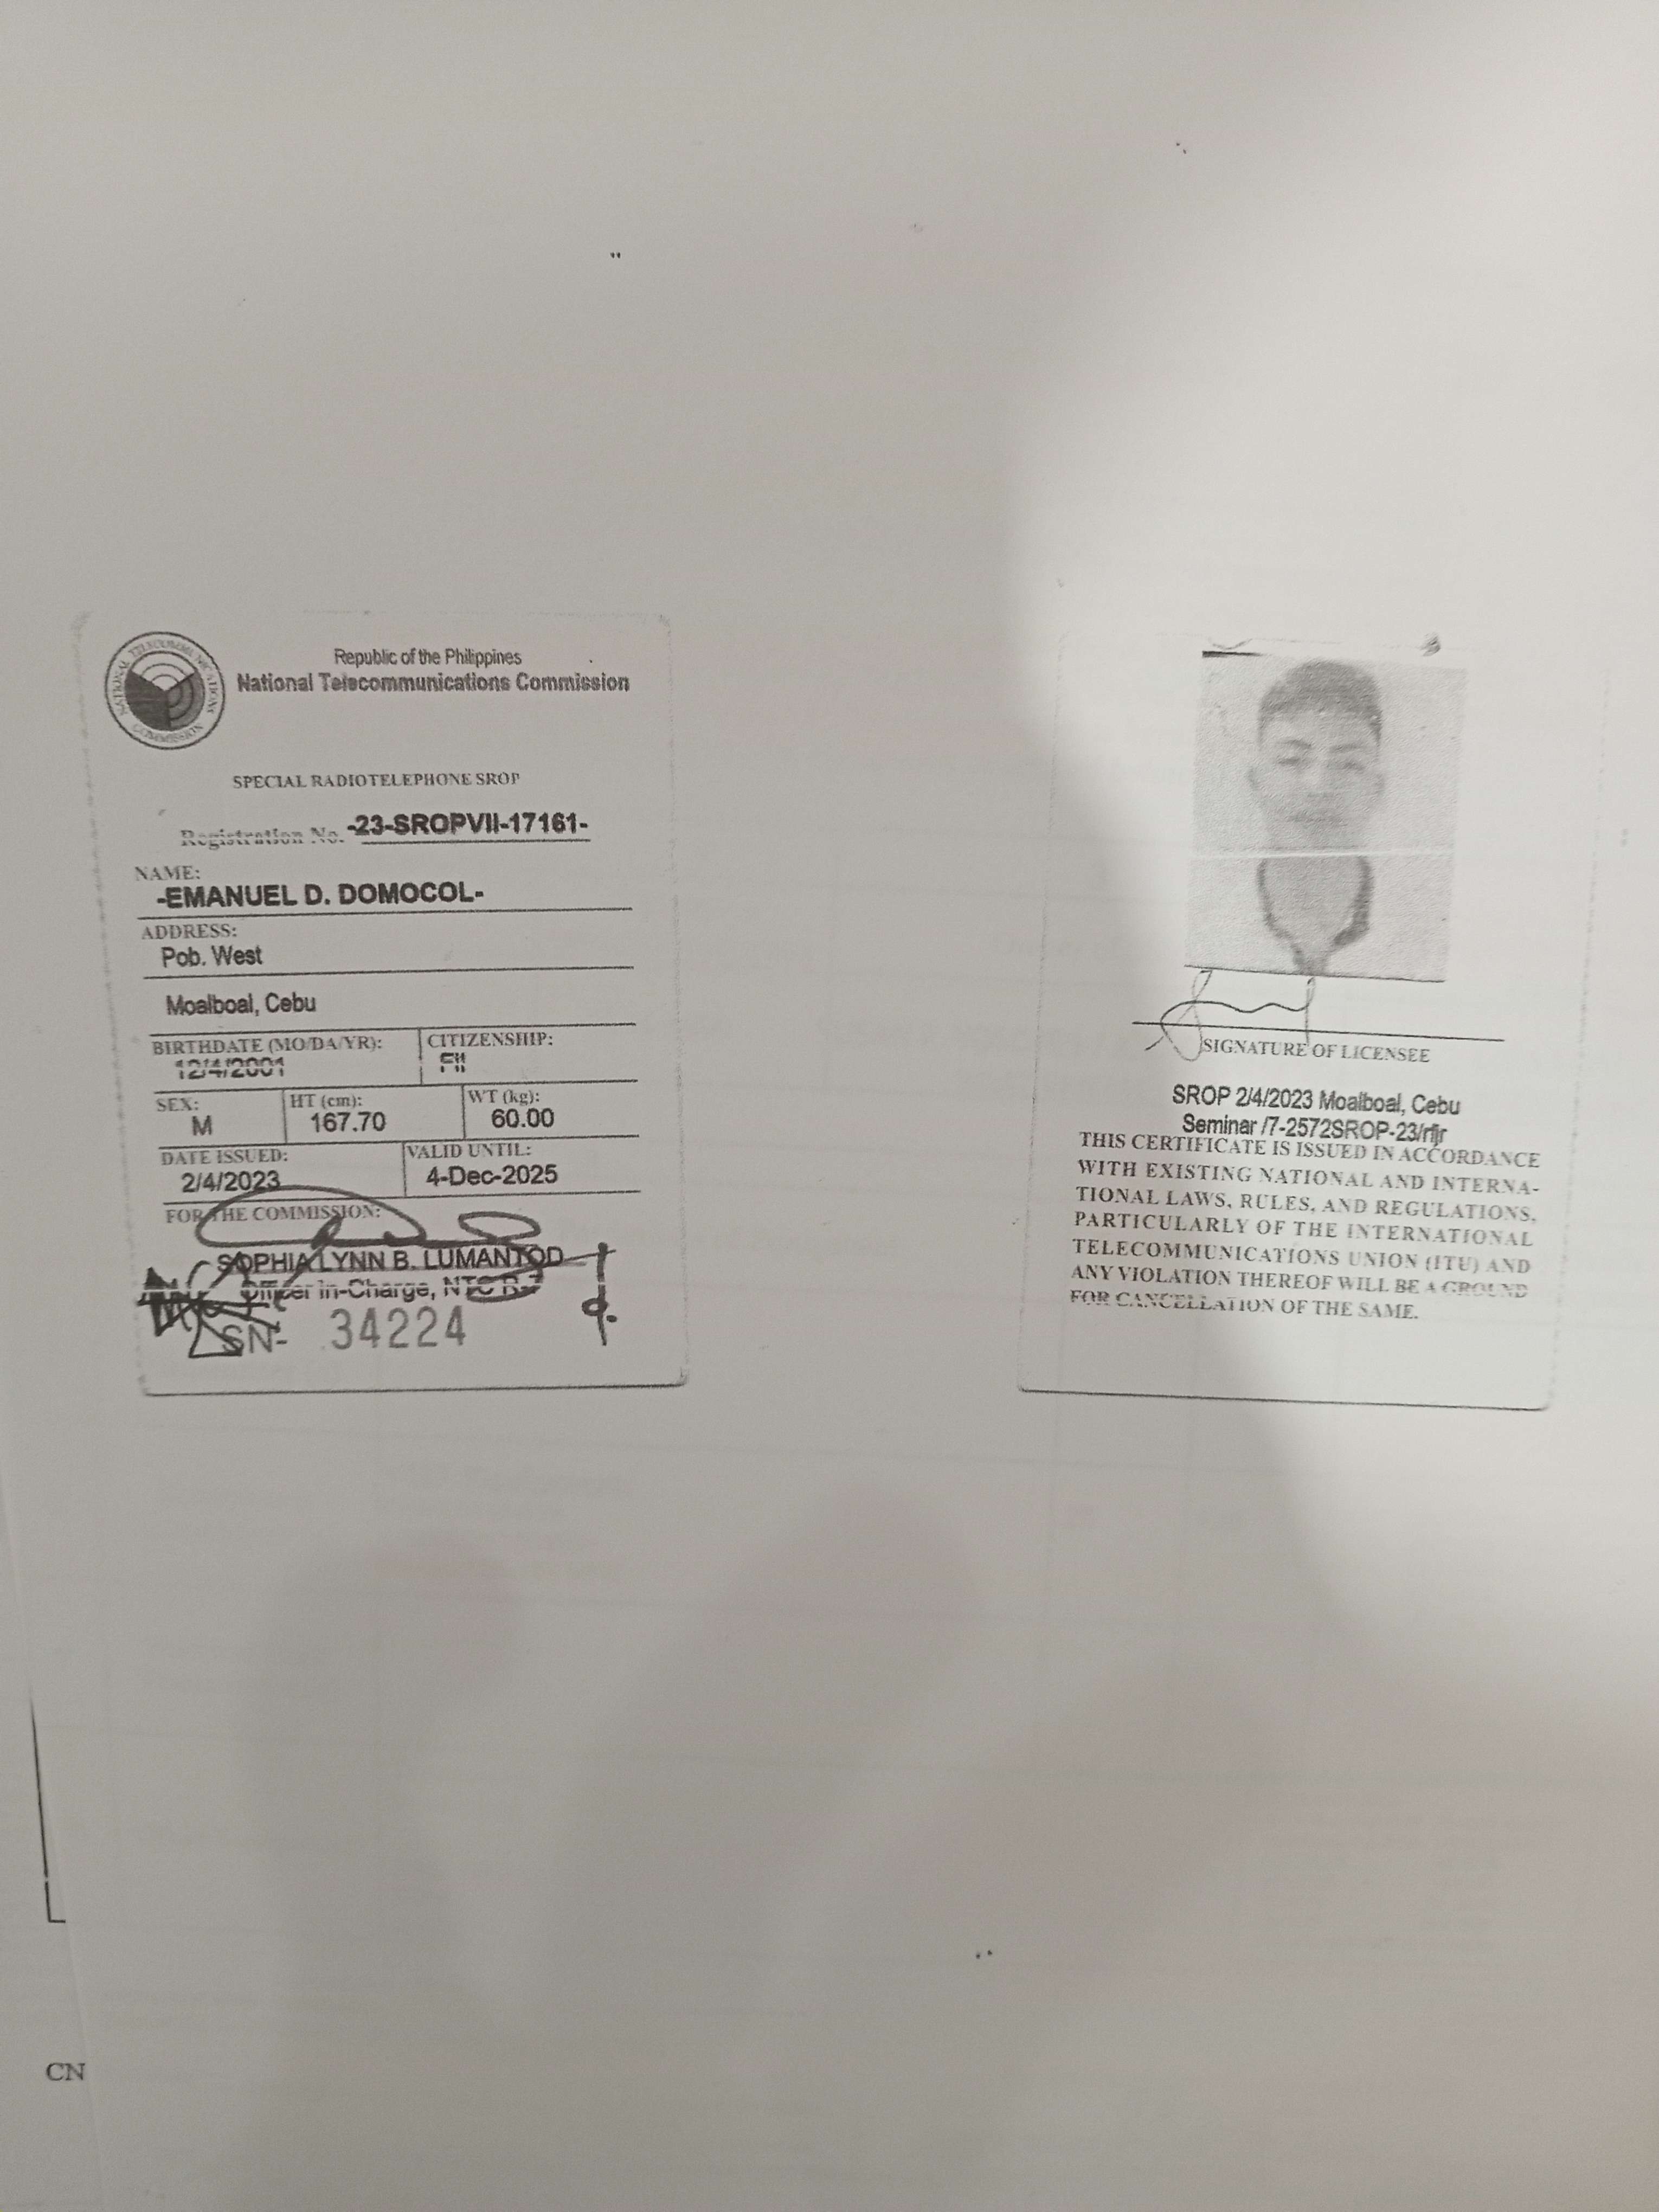 NATIONAL TELECOMMUNICATIONS COMMISSION
Republic of the Philippines
National Telecommunications Commission
SPECIAL RADIOTELEPHONE SROP
Registration No. -23-SROPVII-17161-
NAME:
-EMANUEL D. DOMOCOL-
ADDRESS:
Pob. West
Moalboal, Cebu
BIRTHDATE (MO/DA/YR): CITIZENSHIP:
12/4/2001 Fil
SEX: HT (cm): WT (kg):
M 167.70 60.00
DATE ISSUED: VALID UNTIL:
2/4/2023 4-Dec-2025
FOR THE COMMISSION:
SOPHIA LYNN B. LUMANTOD
Officer In-Charge, NTC R-7
SN- 34224
SIGNATURE OF LICENSEE
SROP 2/4/2023 Moalboal, Cebu
Seminar /7-2572SROP-23/rfjr
THIS CERTIFICATE IS ISSUED IN ACCORDANCE
WITH EXISTING NATIONAL AND INTERNA-
TIONAL LAWS, RULES, AND REGULATIONS,
PARTICULARLY OF THE INTERNATIONAL
TELECOMMUNICATIONS UNION (ITU) AND
ANY VIOLATION THEREOF WILL BE A GROUND
FOR CANCELLATION OF THE SAME.
CN